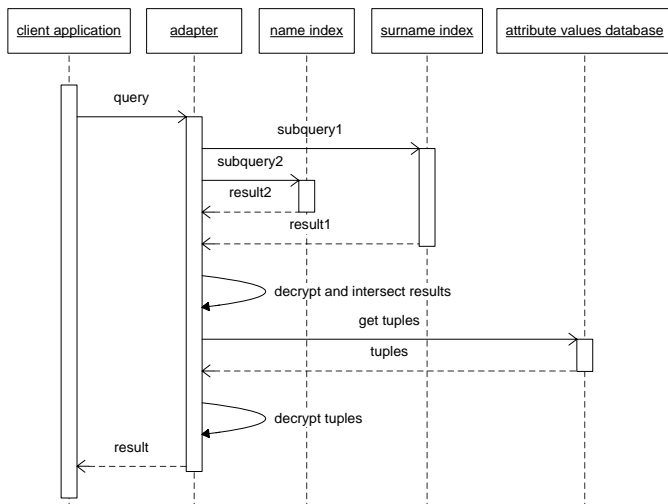 client application
adapter
name index
surname index
attribute values database
query
subquery1
subquery2
result2
result1
decrypt and intersect results
get tuples
tuples
decrypt tuples
result